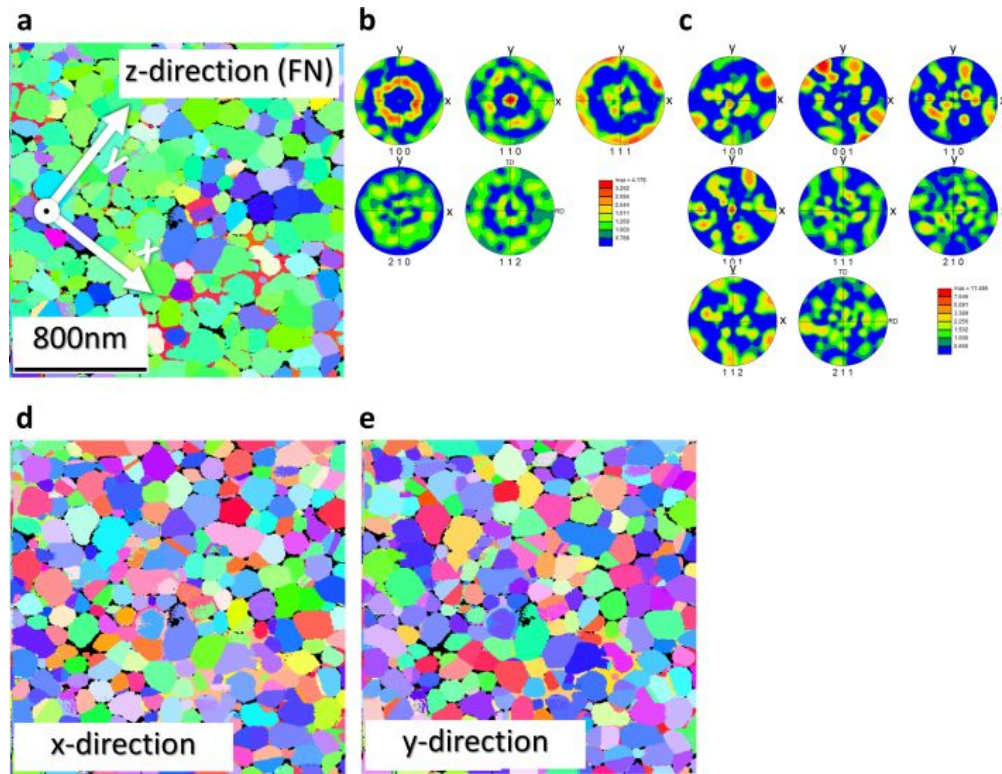 a
z-direction (FN)
y
x
800nm
b
y
x
1 0 0
1 1 0
x
1 1 1
y
x
2 1 0
TD
RD
1 1 2
c
y
1 0 0
y
0 0 1
y
x
1 1 0
y
x
1 0 1
y
x
1 1 1
y
2 1 0
y
x
1 1 2
TD
RD
2 1 1
d
x-direction
e
y-direction